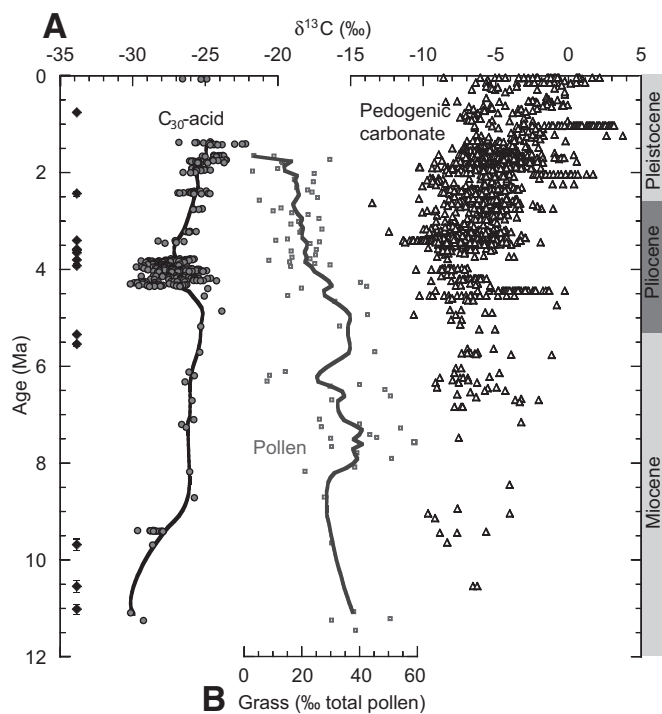 A
δ¹³C (‰)
-35 -30 -25 -20 -15 -10 -5 0 5
0
2
4
6
8
10
12
Age (Ma)
C₃₀-acid
Pedogenic
carbonate
Pollen
Pleistocene
Pliocene
Miocene
0 20 40 60
B Grass (‰ total pollen)